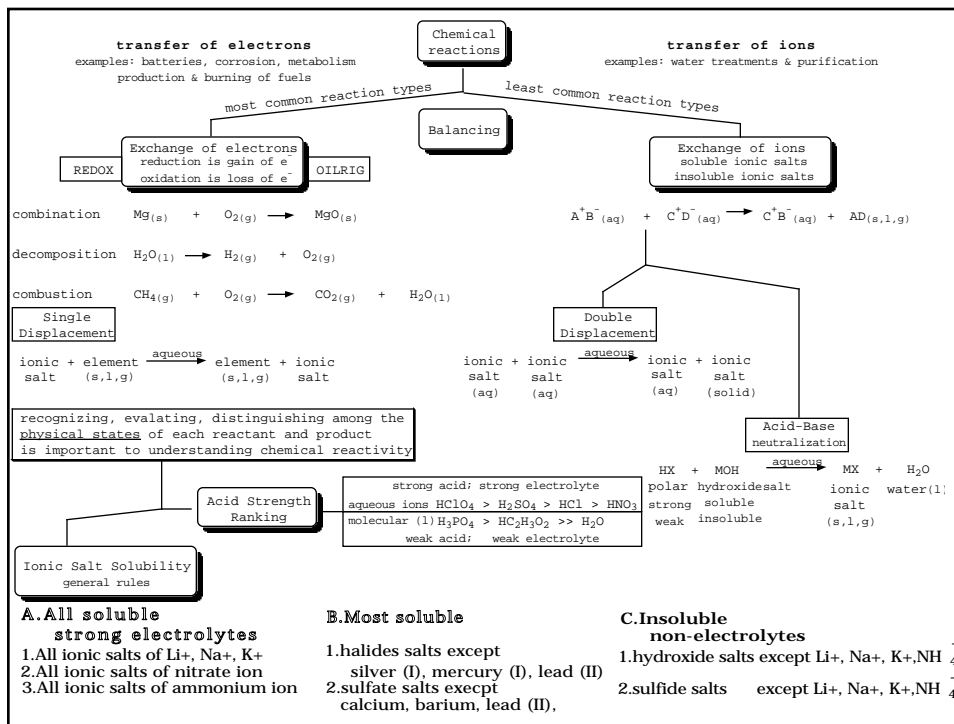 Chemical
reactions
transfer of electrons
examples: batteries, corrosion, metabolism
production & burning of fuels
transfer of ions
examples: water treatments & purification
most common reaction types
least common reaction types
Balancing
REDOX
Exchange of electrons
reduction is gain of e⁻
oxidation is loss of e⁻
OILRIG
Exchange of ions
soluble ionic salts
insoluble ionic salts
combination Mg(s) + O2(g) → MgO(s)
A⁺B⁻(aq) + C⁺D⁻(aq) → C⁺B⁻(aq) + AD(s,l,g)
decomposition H2O(l) → H2(g) + O2(g)
combustion CH4(g) + O2(g) → CO2(g) + H2O(l)
Single
Displacement
aqueous
ionic + element → element + ionic
salt (s,l,g) (s,l,g) salt
Double
Displacement
aqueous
ionic + ionic → ionic + ionic
salt salt salt salt
(aq) (aq) (aq) (solid)
recognizing, evalating, distinguishing among the
physical states of each reactant and product
is important to understanding chemical reactivity
Acid-Base
neutralization
aqueous
HX + MOH → MX + H2O
polar hydroxidesalt ionic water(l)
strong soluble salt
weak insoluble (s,l,g)
Acid Strength
Ranking
strong acid; strong electrolyte
aqueous ions HClO4 > H2SO4 > HCl > HNO3
molecular (l) H3PO4 > HC2H3O2 >> H2O
weak acid; weak electrolyte
Ionic Salt Solubility
general rules
A.All soluble
strong electrolytes
1.All ionic salts of Li+, Na+, K+
2.All ionic salts of nitrate ion
3.All ionic salts of ammonium ion
B.Most soluble
1.halides salts except
silver (I), mercury (I), lead (II)
2.sulfate salts execpt
calcium, barium, lead (II),
C.Insoluble
non-electrolytes
1.hydroxide salts except Li+, Na+, K+,NH4⁻
2.sulfide salts except Li+, Na+, K+,NH4⁻